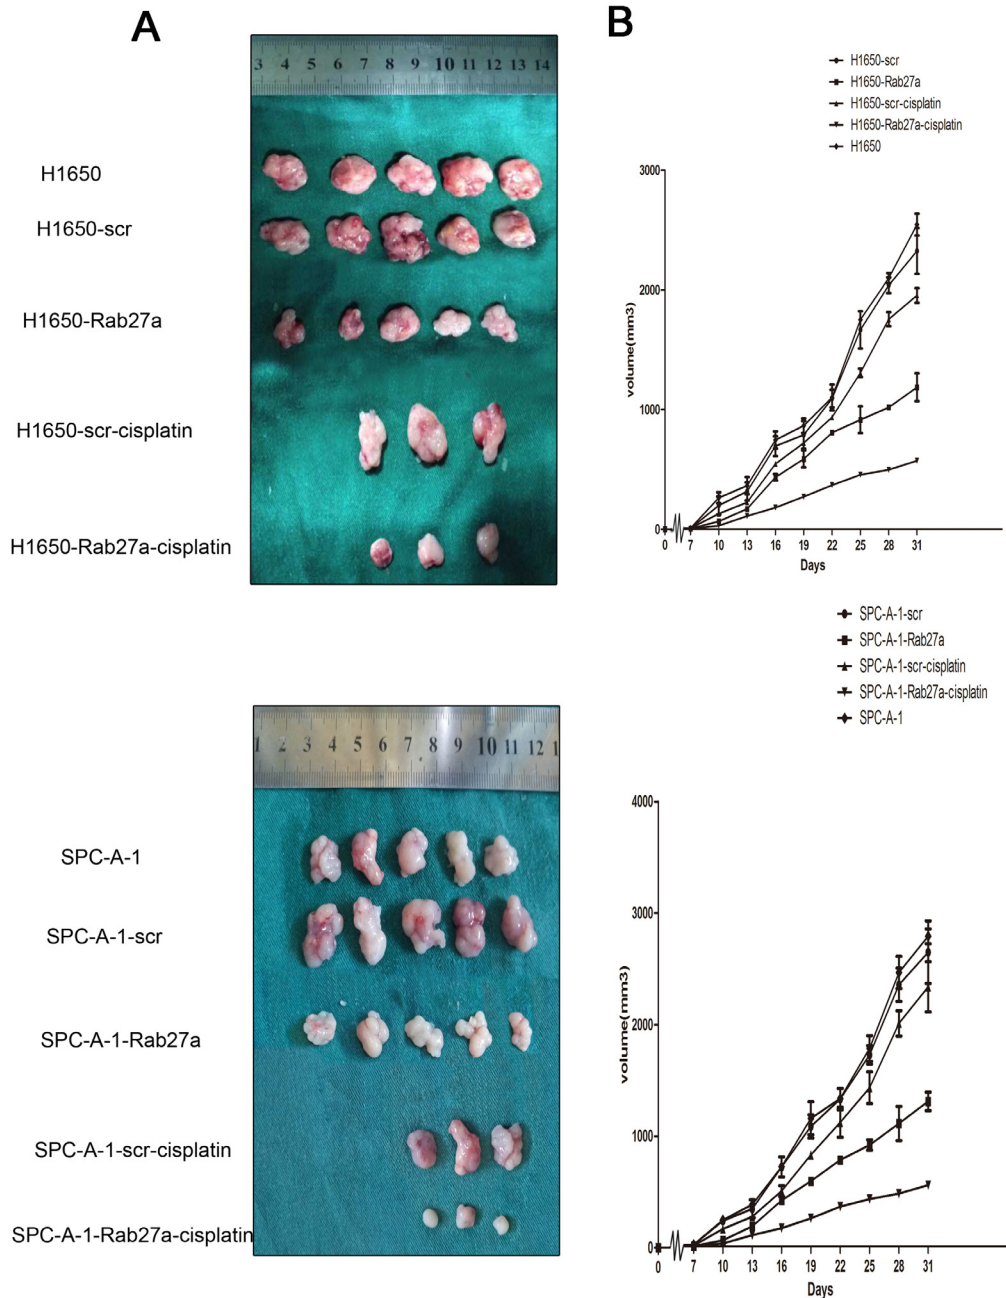 A
B
3 4 5 6 7 8 9 10 11 12 13 14
H1650
H1650-scr
H1650-Rab27a
H1650-scr-cisplatin
H1650-Rab27a-cisplatin
H1650-scr
H1650-Rab27a
H1650-scr-cisplatin
H1650-Rab27a-cisplatin
H1650
3000
2000
1000
0
volume(mm3)
0 7 10 13 16 19 22 25 28 31
Days
1 2 3 4 5 6 7 8 9 10 11 12 1
SPC-A-1
SPC-A-1-scr
SPC-A-1-Rab27a
SPC-A-1-scr-cisplatin
SPC-A-1-Rab27a-cisplatin
SPC-A-1-scr
SPC-A-1-Rab27a
SPC-A-1-scr-cisplatin
SPC-A-1-Rab27a-cisplatin
SPC-A-1
4000
3000
2000
1000
0
volume(mm3)
0 7 10 13 16 19 22 25 28 31
Days